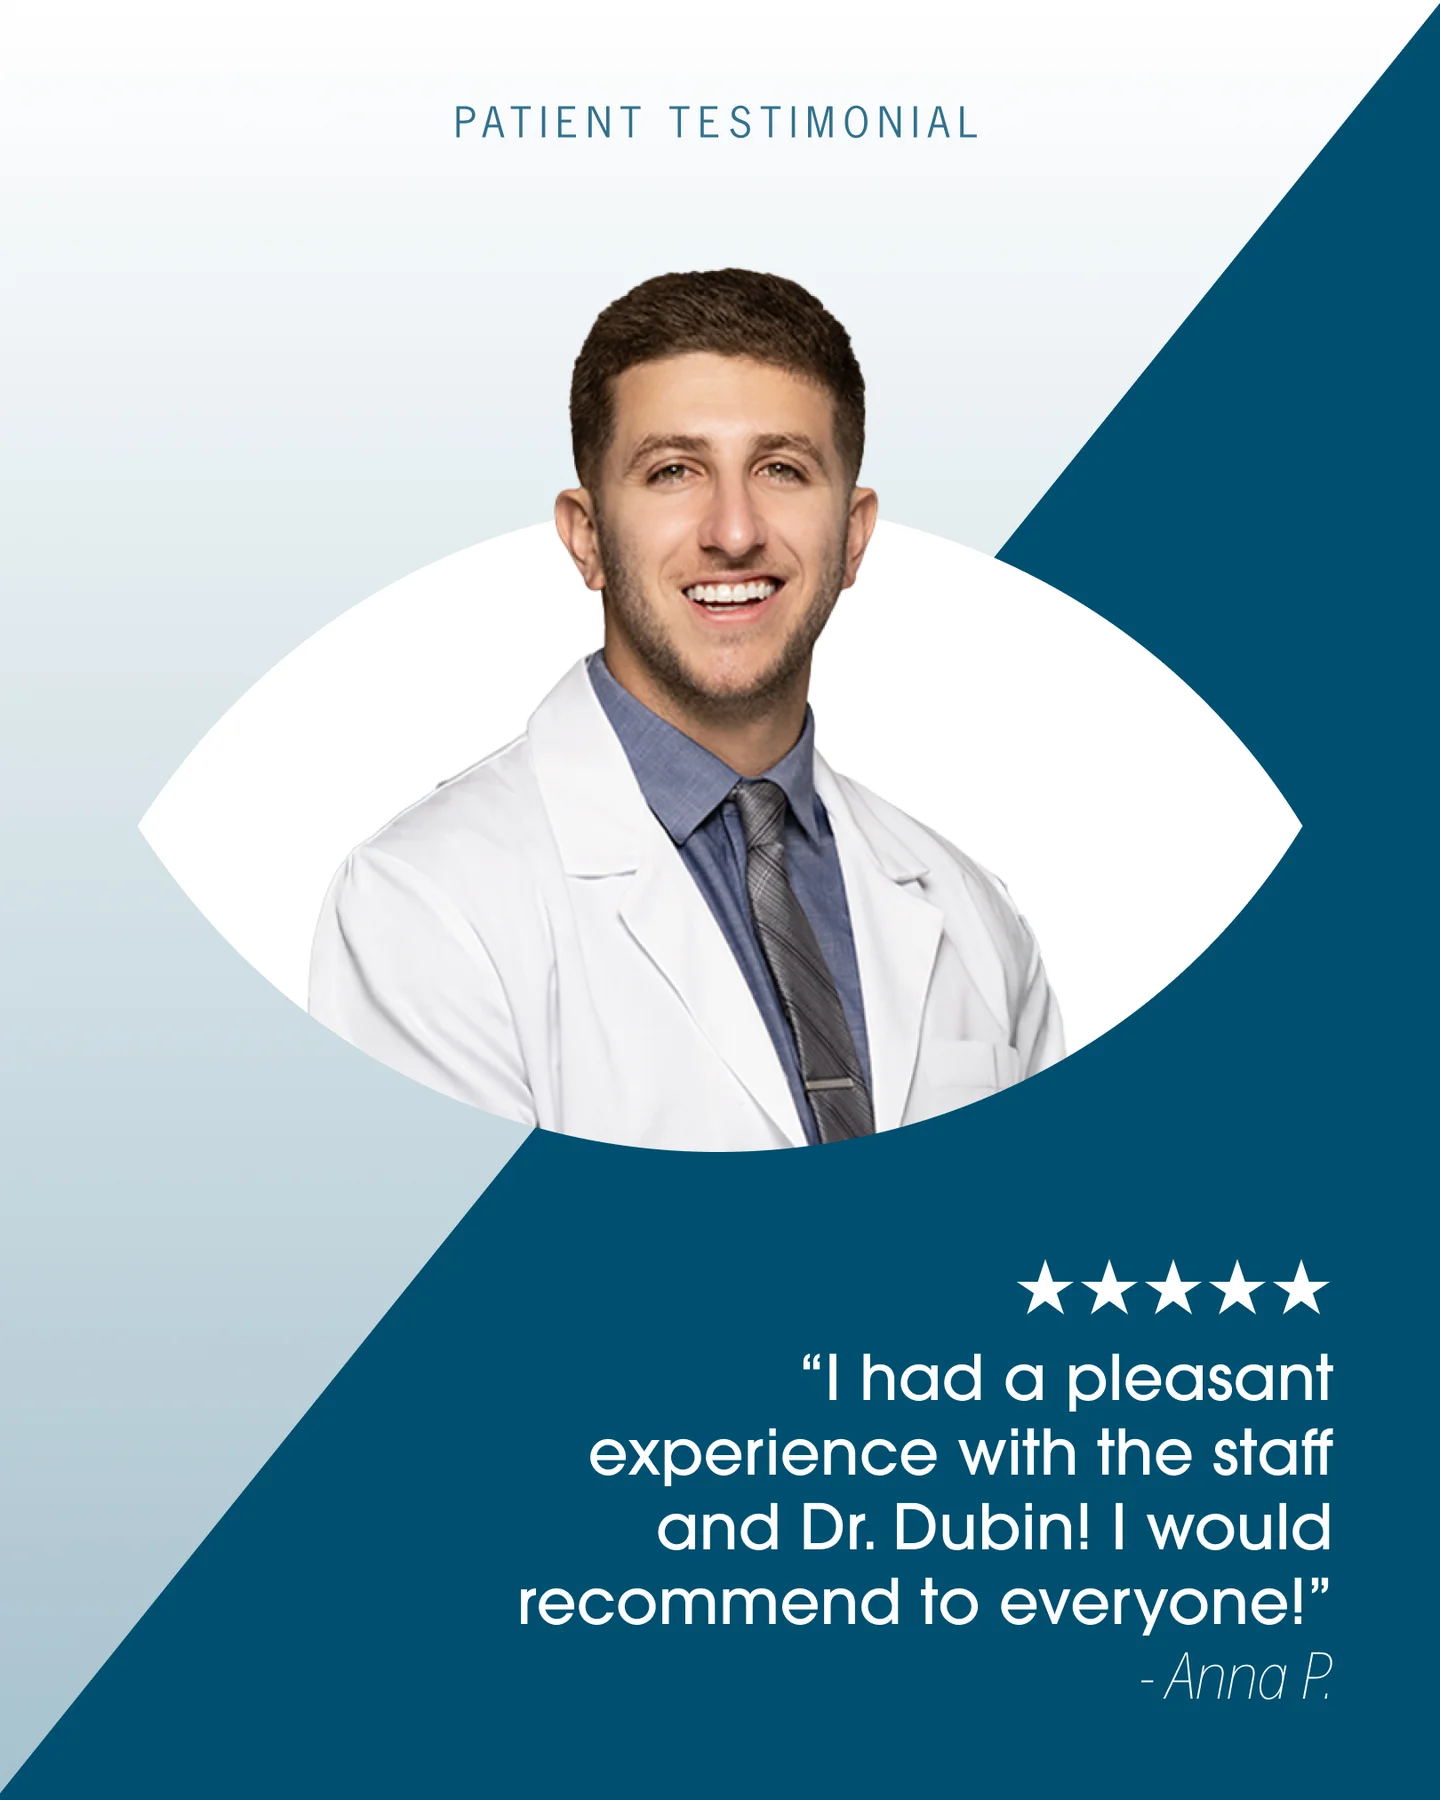 PATIENT TESTIMONIAL
★★★★★
“I had a pleasant
experience with the staff
and Dr. Dubin! I would
recommend to everyone!”
- Anna P.